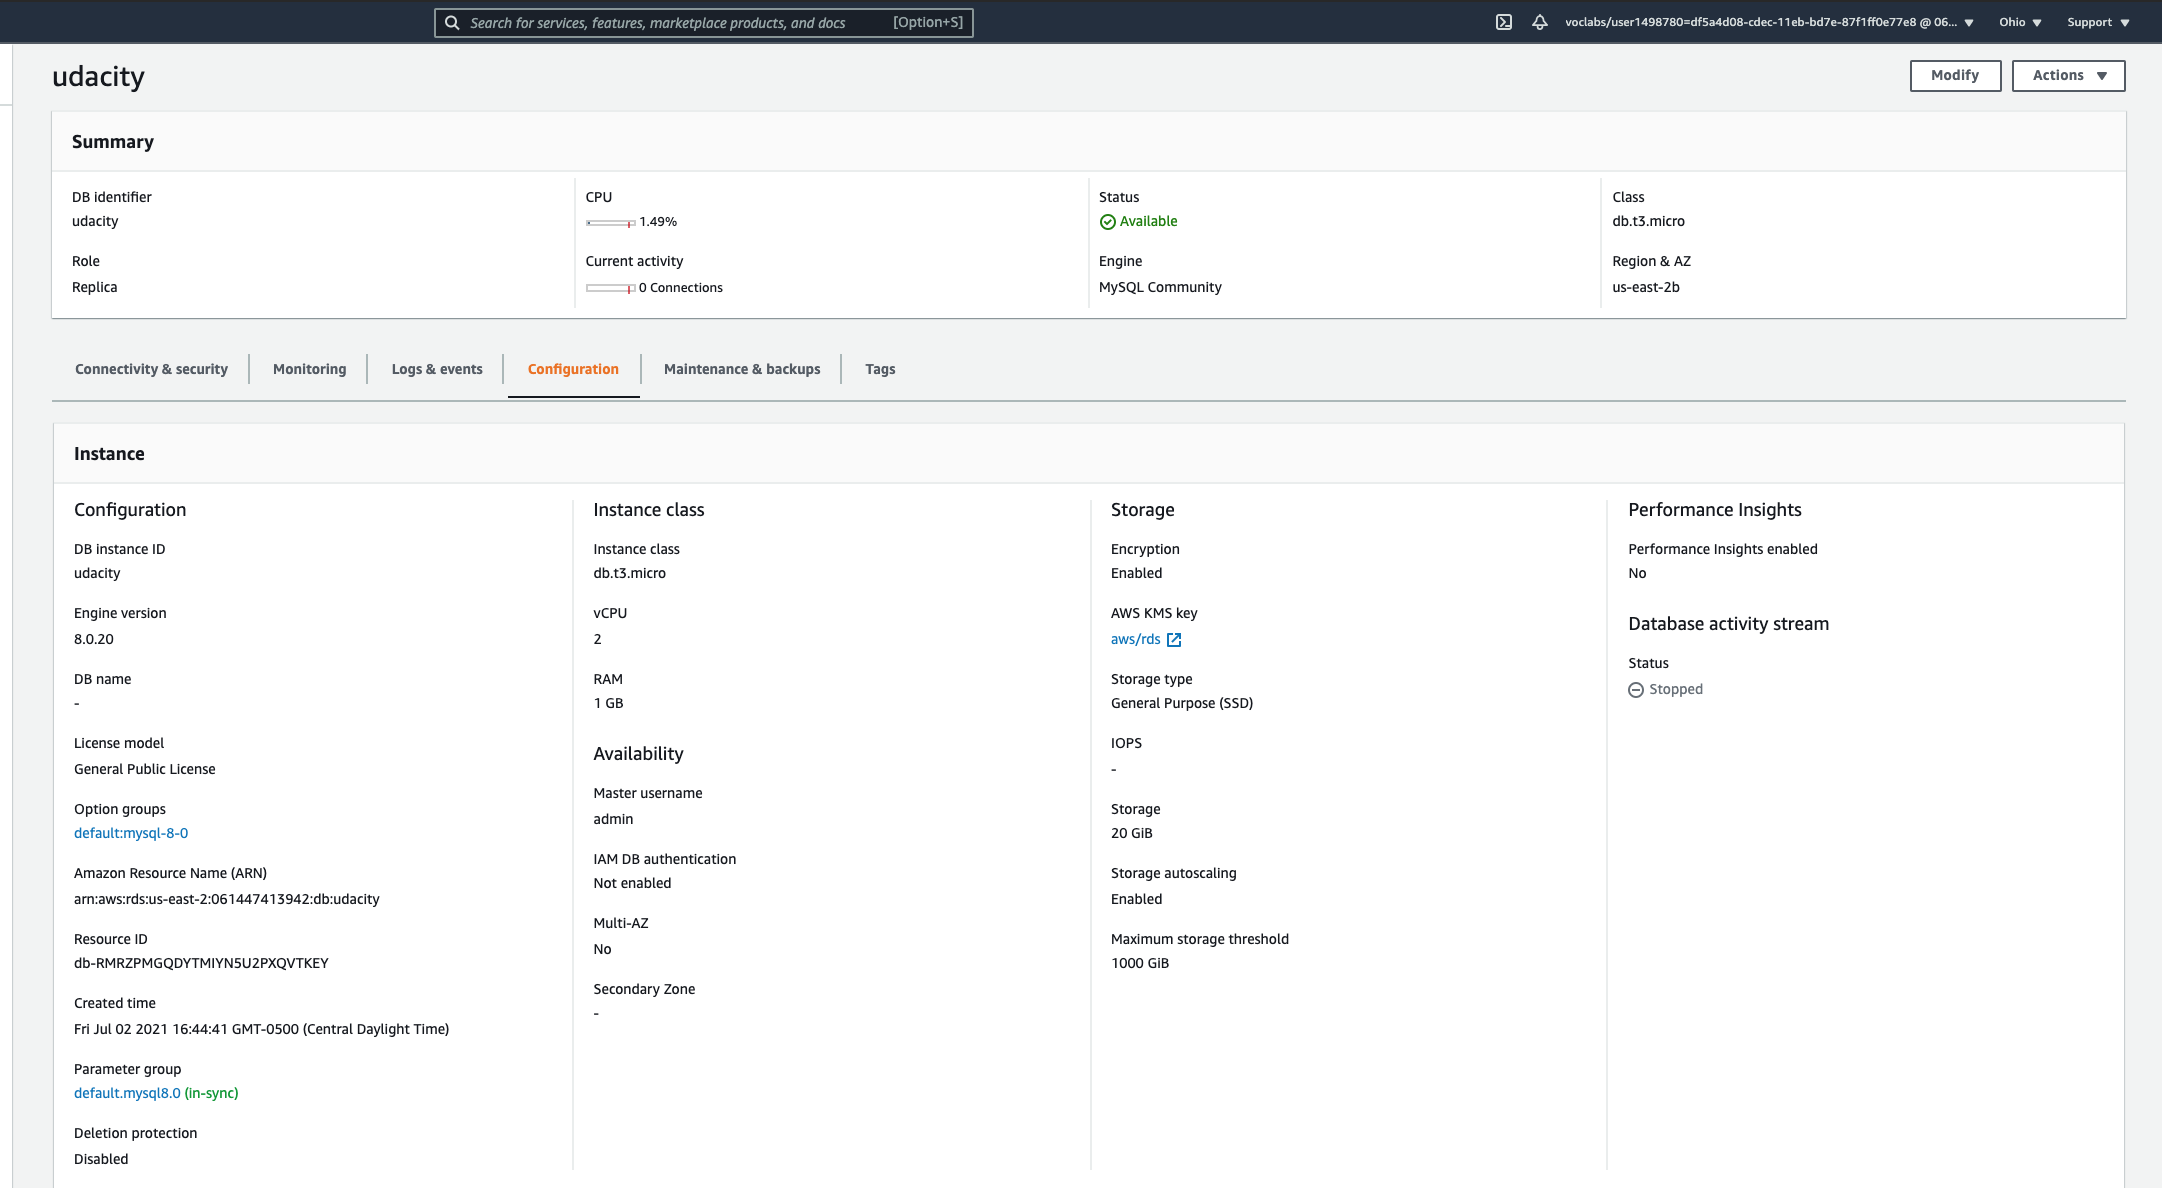 Search for services, features, marketplace products, and docs [Option+S]
voclabs/user1498780=df5a4d08-cdec-11eb-bd7e-87f1ff0e77e8 @ 06... Ohio Support
udacity
Modify Actions
Summary
DB identifier
udacity
CPU
1.49%
Status
Available
Class
db.t3.micro
Role
Replica
Current activity
0 Connections
Engine
MySQL Community
Region & AZ
us-east-2b
Connectivity & security Monitoring Logs & events Configuration Maintenance & backups Tags
Instance
Configuration
DB instance ID
udacity
Engine version
8.0.20
DB name
-
License model
General Public License
Option groups
default:mysql-8-0
Amazon Resource Name (ARN)
arn:aws:rds:us-east-2:061447413942:db:udacity
Resource ID
db-RMRZPMGQDYTMIYN5U2PXQVTKEY
Created time
Fri Jul 02 2021 16:44:41 GMT-0500 (Central Daylight Time)
Parameter group
default.mysql8.0 (in-sync)
Deletion protection
Disabled
Instance class
Instance class
db.t3.micro
vCPU
2
RAM
1 GB
Availability
Master username
admin
IAM DB authentication
Not enabled
Multi-AZ
No
Secondary Zone
-
Storage
Encryption
Enabled
AWS KMS key
aws/rds
Storage type
General Purpose (SSD)
IOPS
-
Storage
20 GiB
Storage autoscaling
Enabled
Maximum storage threshold
1000 GiB
Performance Insights
Performance Insights enabled
No
Database activity stream
Status
Stopped